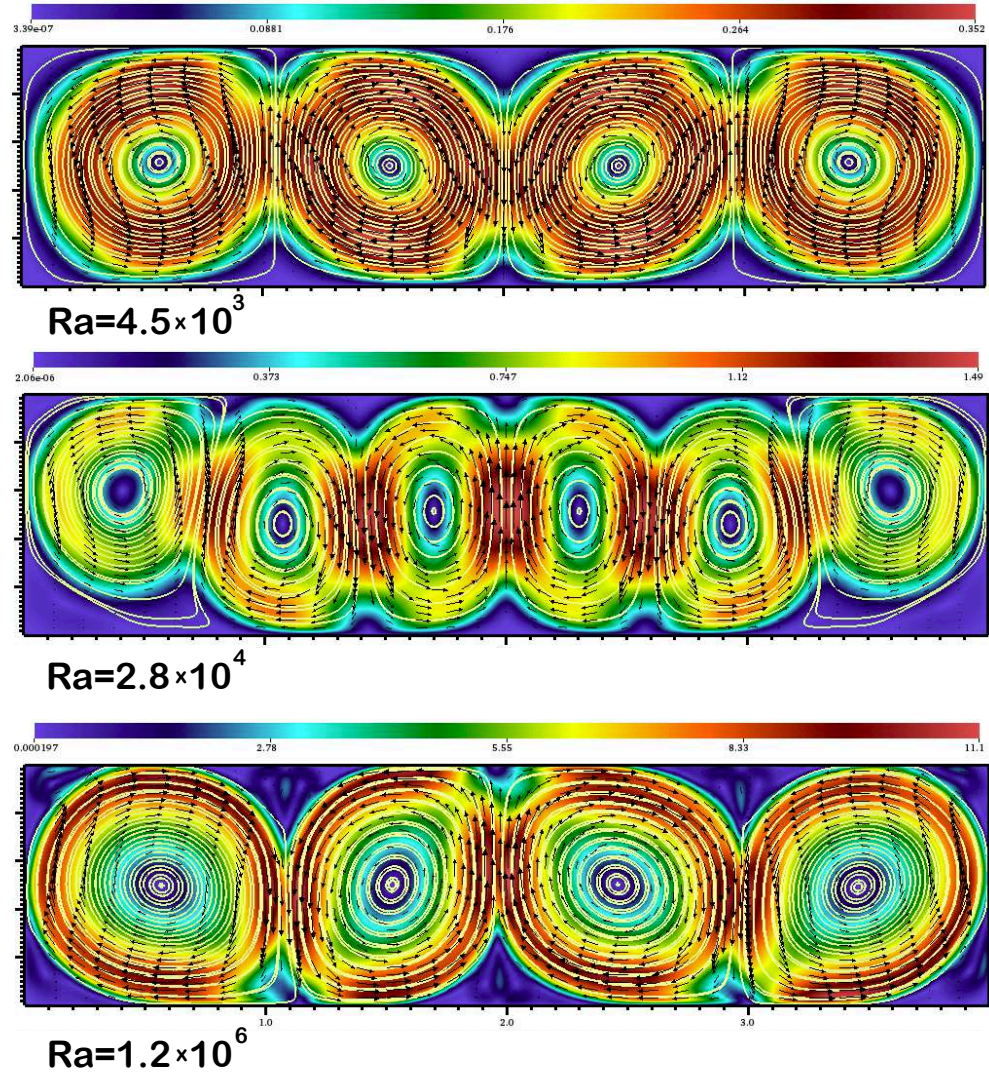 3.39e-07 0.0881 0.176 0.264 0.352
Ra=4.5×10³
2.06e-06 0.373 0.747 1.12 1.49
Ra=2.8×10⁴
0.000197 2.78 5.55 8.33 11.1
1.0 2.0 3.0
Ra=1.2×10⁶